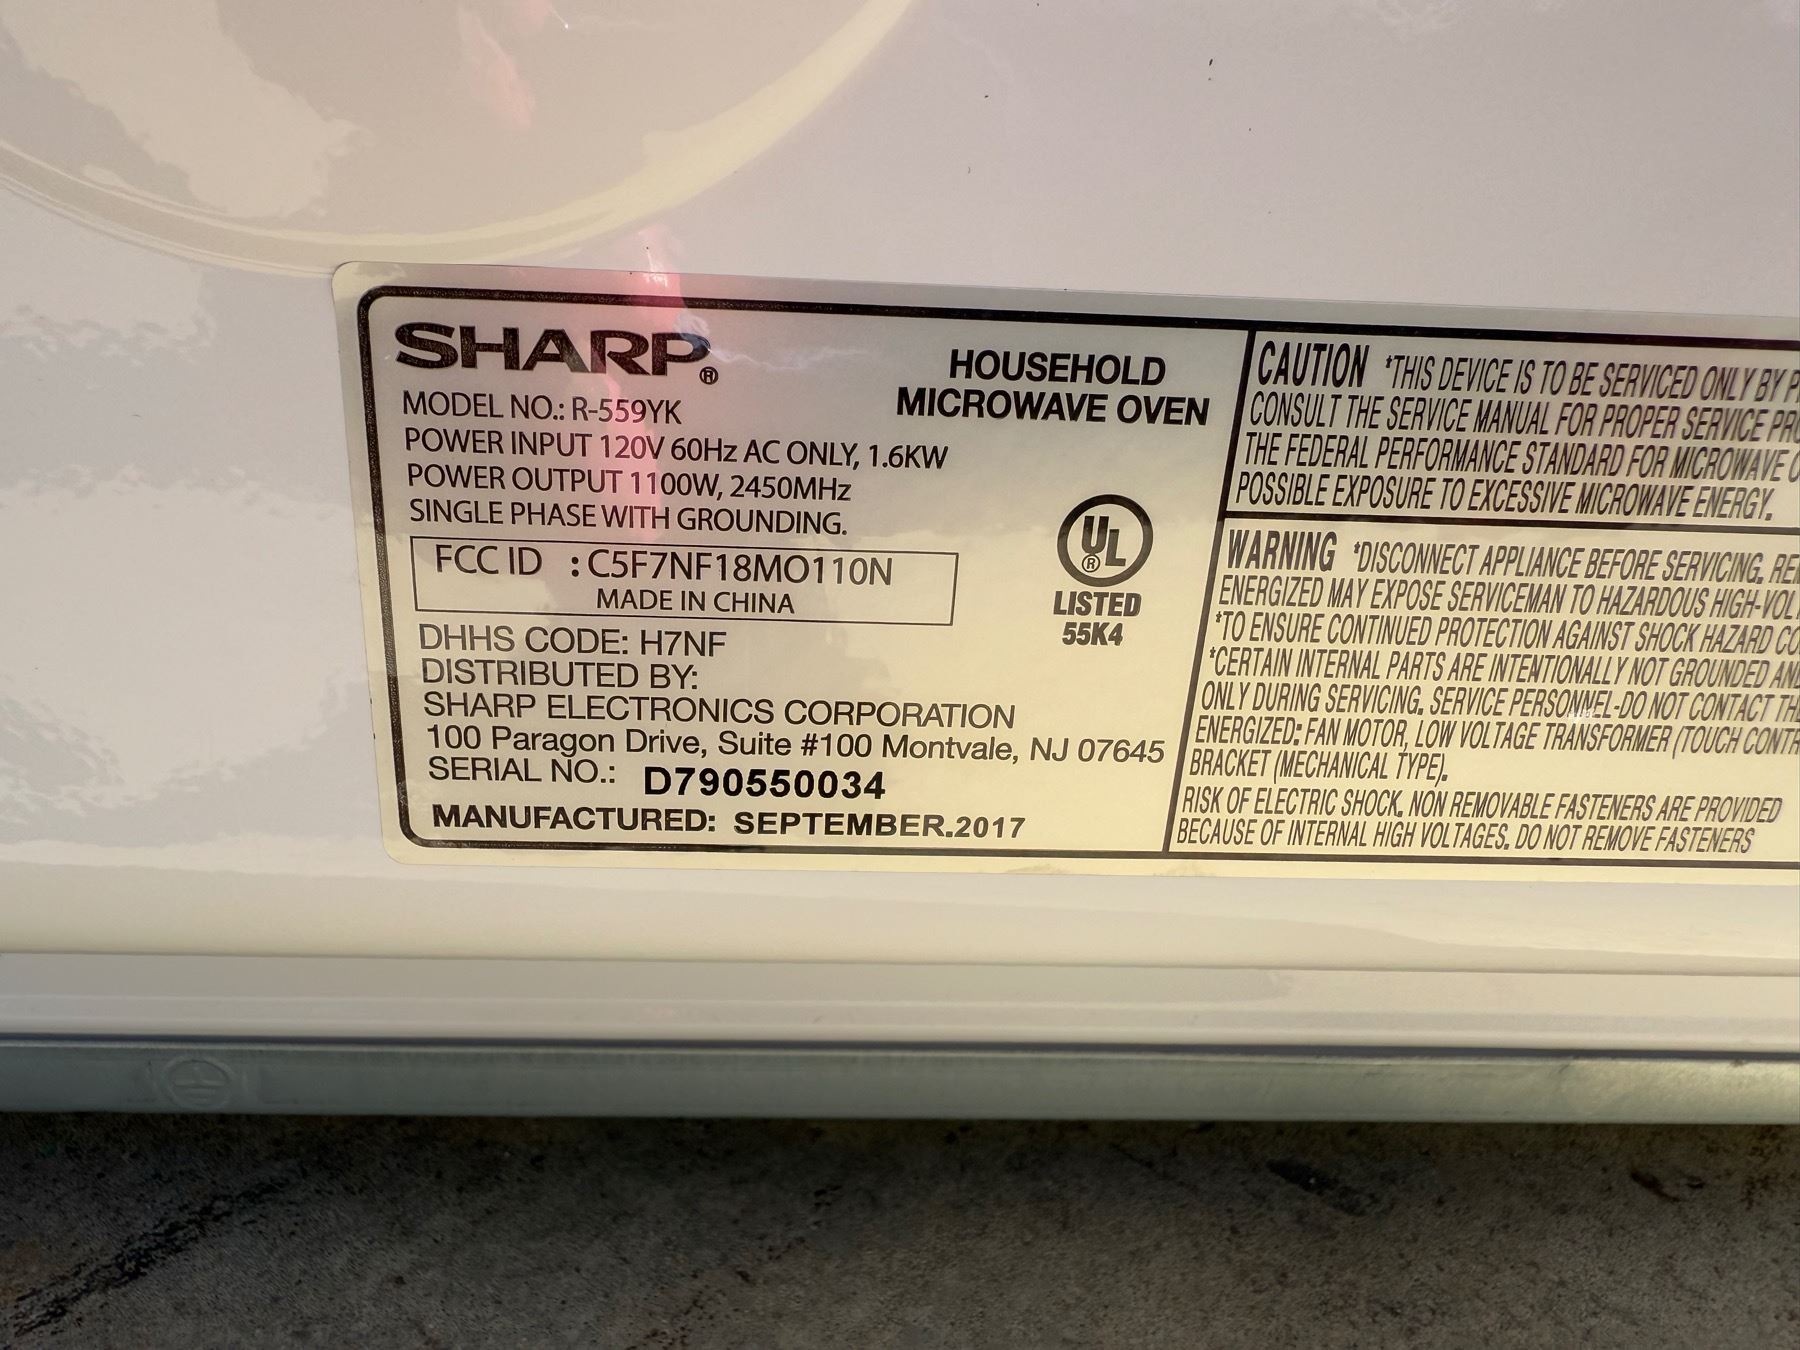 SHARP®
HOUSEHOLD
MICROWAVE OVEN
MODEL NO.: R-559YK
POWER INPUT 120V 60Hz AC ONLY, 1.6KW
POWER OUTPUT 1100W, 2450MHz
SINGLE PHASE WITH GROUNDING.
FCC ID : C5F7NF18MO110N
MADE IN CHINA
UL®
LISTED
55K4
DHHS CODE: H7NF
DISTRIBUTED BY:
SHARP ELECTRONICS CORPORATION
100 Paragon Drive, Suite #100 Montvale, NJ 07645
SERIAL NO.: D790550034
MANUFACTURED: SEPTEMBER.2017
CAUTION *THIS DEVICE IS TO BE SERVICED ONLY BY
CONSULT THE SERVICE MANUAL FOR PROPER SERVICE
THE FEDERAL PERFORMANCE STANDARD FOR MICROWAVE
POSSIBLE EXPOSURE TO EXCESSIVE MICROWAVE ENERGY.
WARNING *DISCONNECT APPLIANCE BEFORE SERVICING.
ENERGIZED MAY EXPOSE SERVICEMAN TO HAZARDOUS
*TO ENSURE CONTINUED PROTECTION AGAINST SHOCK HAZARD
*CERTAIN INTERNAL PARTS ARE INTENTIONALLY NOT GROUNDED
ONLY DURING SERVICING. SERVICE PERSONNEL-DO NOT CONTACT
ENERGIZED: FAN MOTOR, LOW VOLTAGE TRANSFORMER (TOUCH
BRACKET (MECHANICAL TYPE).
RISK OF ELECTRIC SHOCK. NON REMOVABLE FASTENERS ARE PROVIDED
BECAUSE OF INTERNAL HIGH VOLTAGES. DO NOT REMOVE FASTENERS